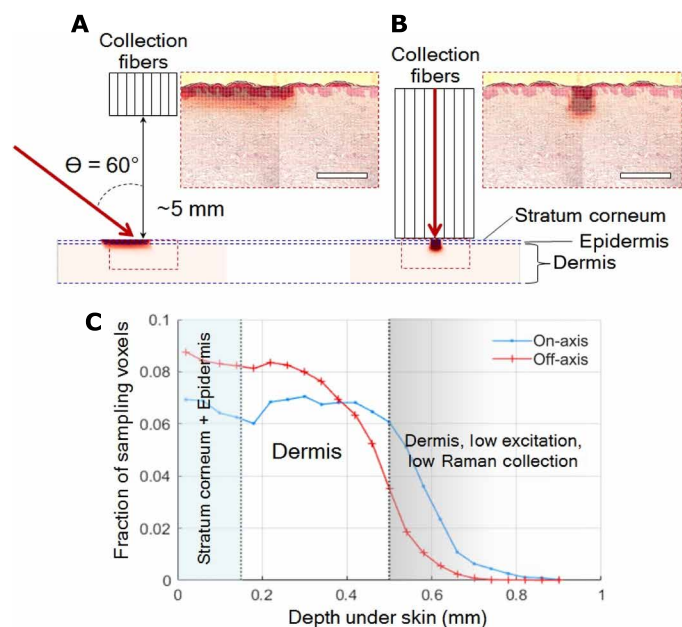 A
Collection
fibers
Ɵ = 60°
~5 mm
B
Collection
fibers
Stratum corneum
Epidermis
Dermis
C
Fraction of sampling voxels
0.1
0.08
0.06
0.04
0.02
0
Stratum corneum + Epidermis
Dermis
Dermis, low excitation,
low Raman collection
On-axis
Off-axis
0
0.2
0.4
0.6
0.8
1
Depth under skin (mm)